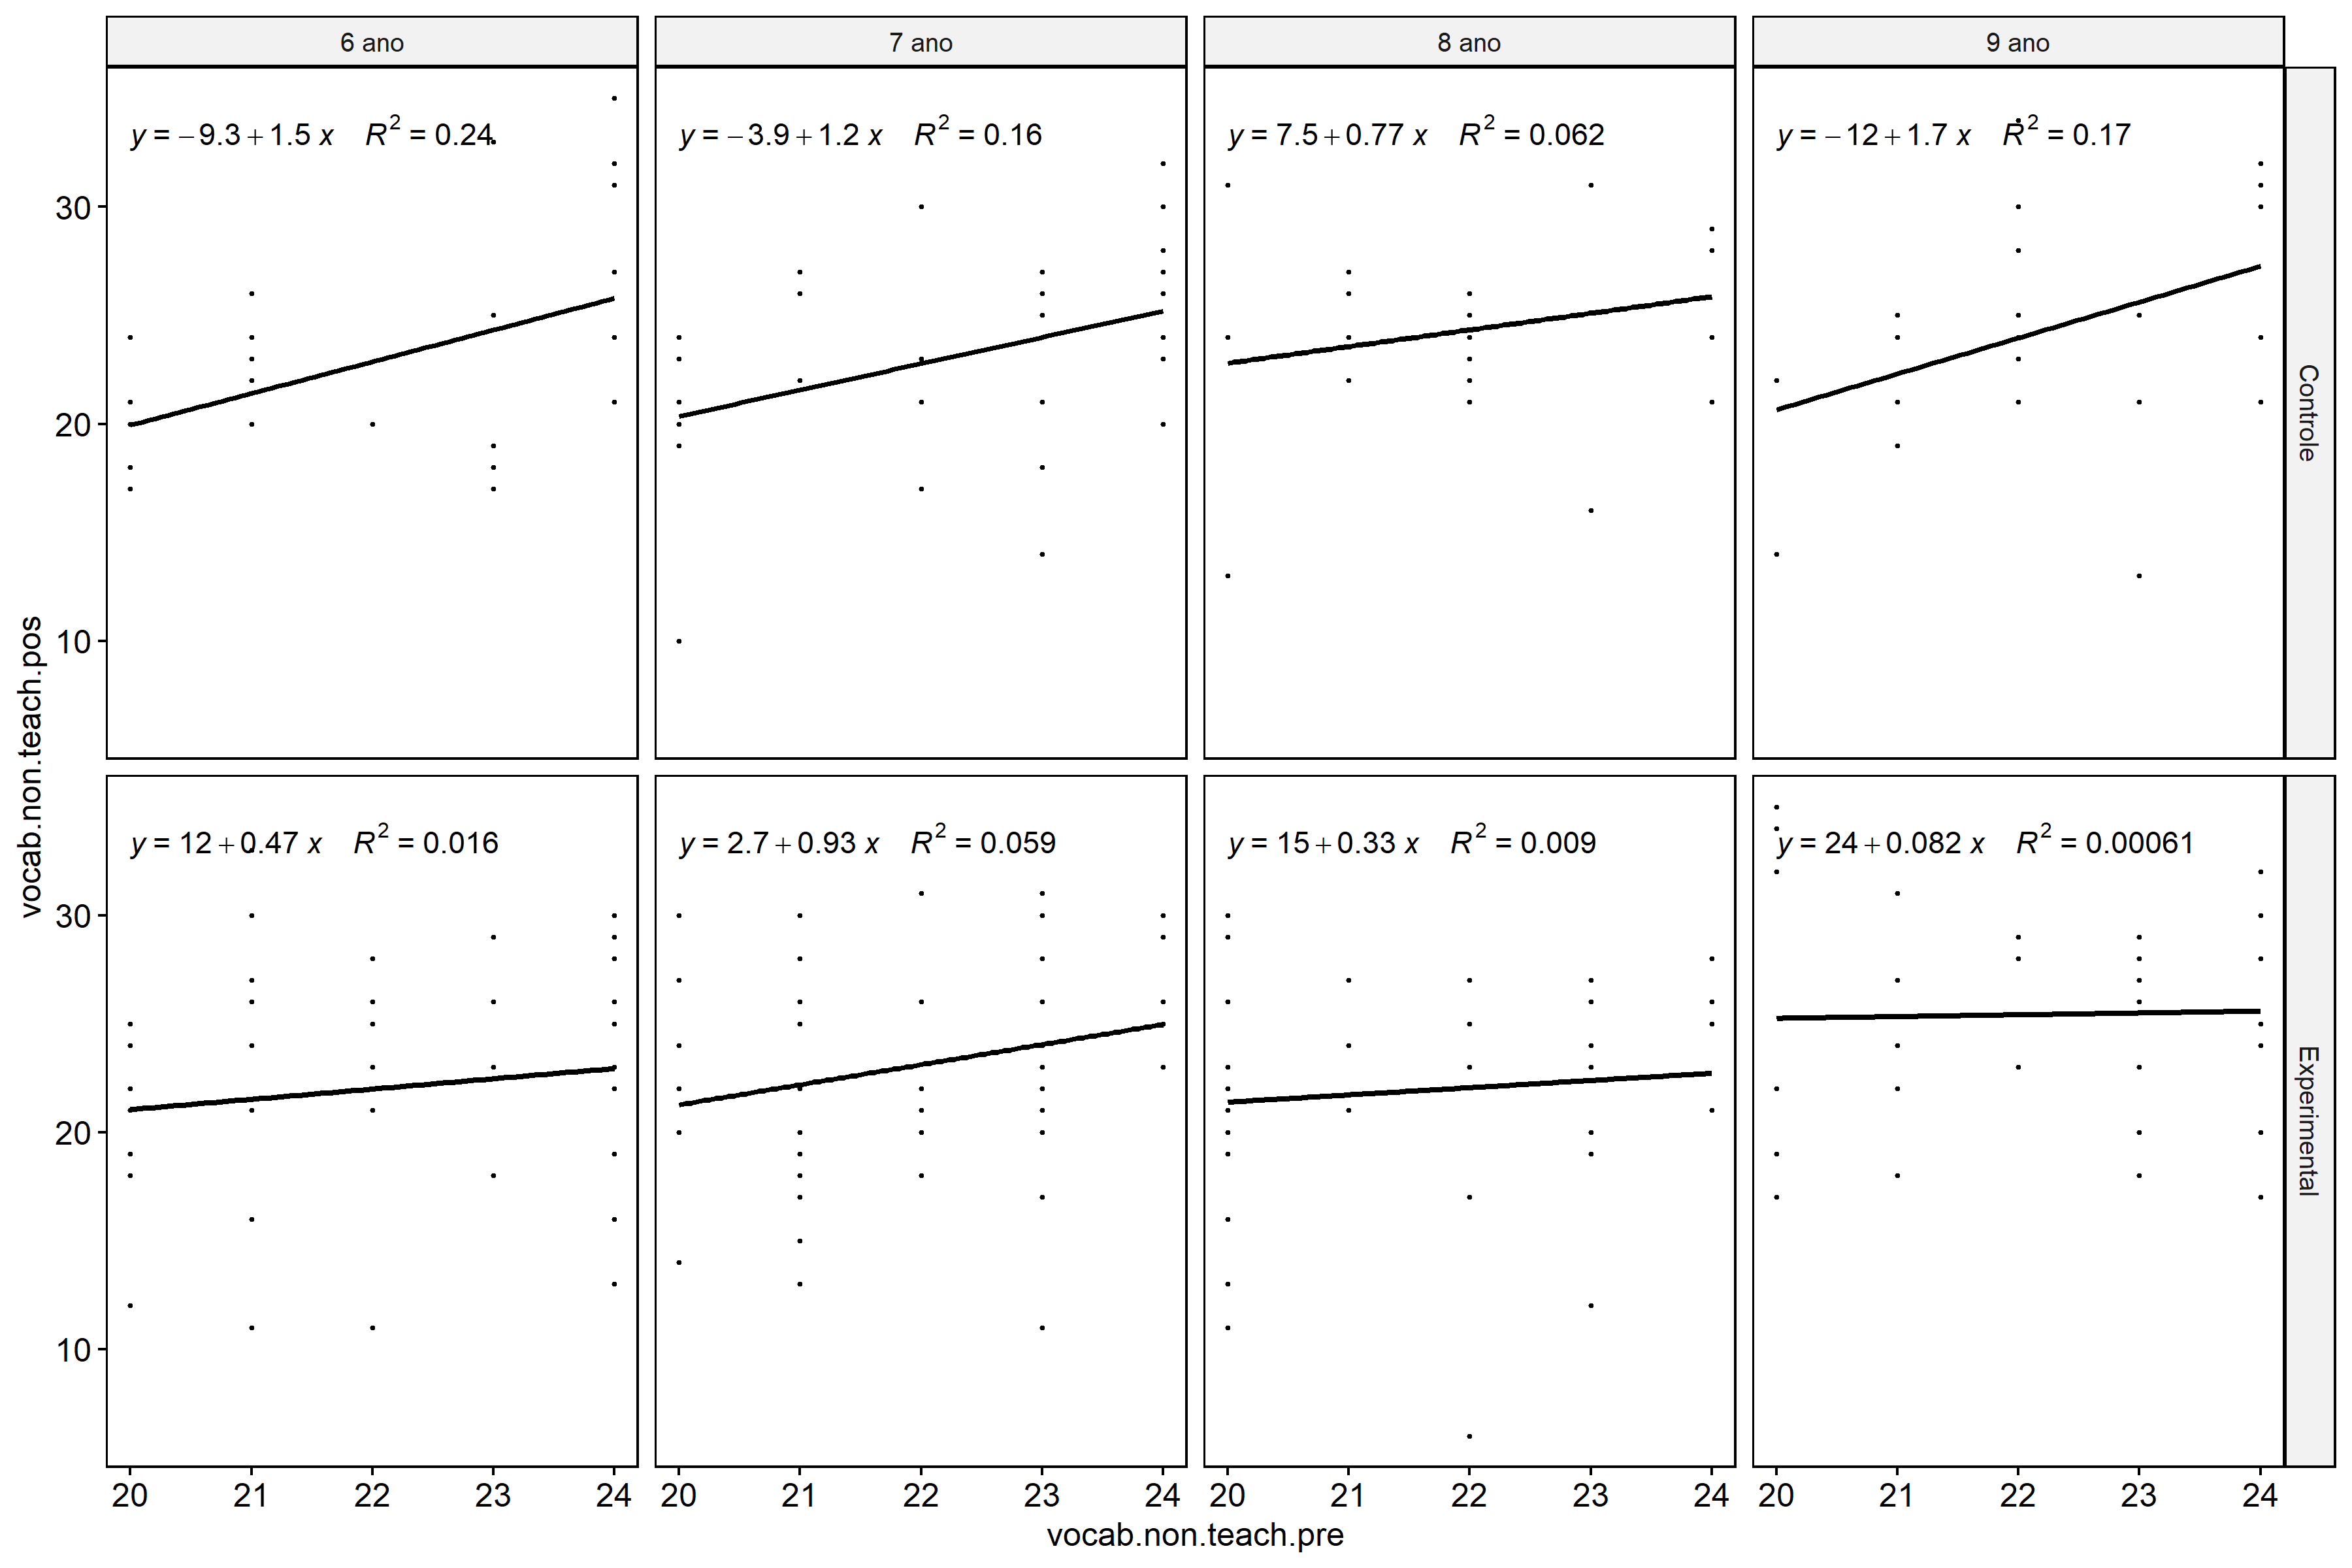 6 ano 7 ano 8 ano 9 ano
y = −9.3 + 1.5 x R² = 0.24
y = −3.9 + 1.2 x R² = 0.16
y = 7.5 + 0.77 x R² = 0.062
y = −12 + 1.7 x R² = 0.17
30
20
10
Controle
vocab.non.teach.pos
y = 12 + 0.47 x R² = 0.016
y = 2.7 + 0.93 x R² = 0.059
y = 15 + 0.33 x R² = 0.009
y = 24 + 0.082 x R² = 0.00061
30
20
10
Experimental
20 21 22 23 24 20 21 22 23 24 20 21 22 23 24 20 21 22 23 24
vocab.non.teach.pre